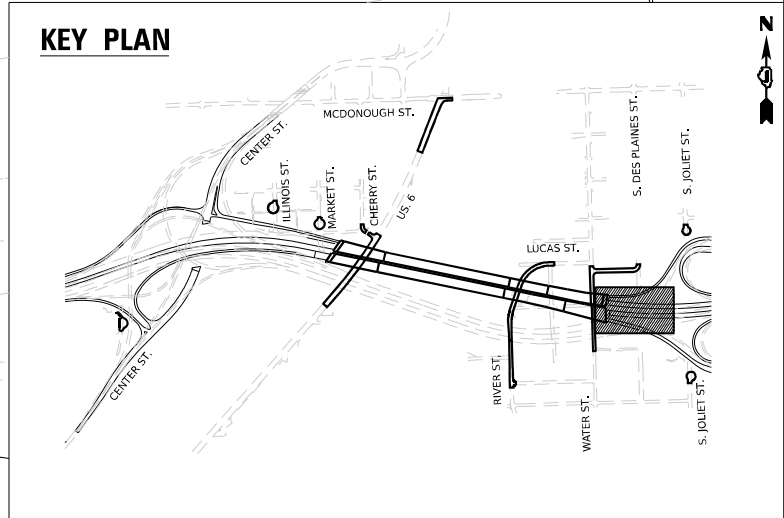 KEY PLAN
N
MCDONOUGH ST.
CENTER ST.
ILLINOIS ST.
MARKET ST.
CHERRY ST.
US. 6
S. DES PLAINES ST.
S. JOLIET ST.
LUCAS ST.
CENTER ST.
RIVER ST.
WATER ST.
S. JOLIET ST.